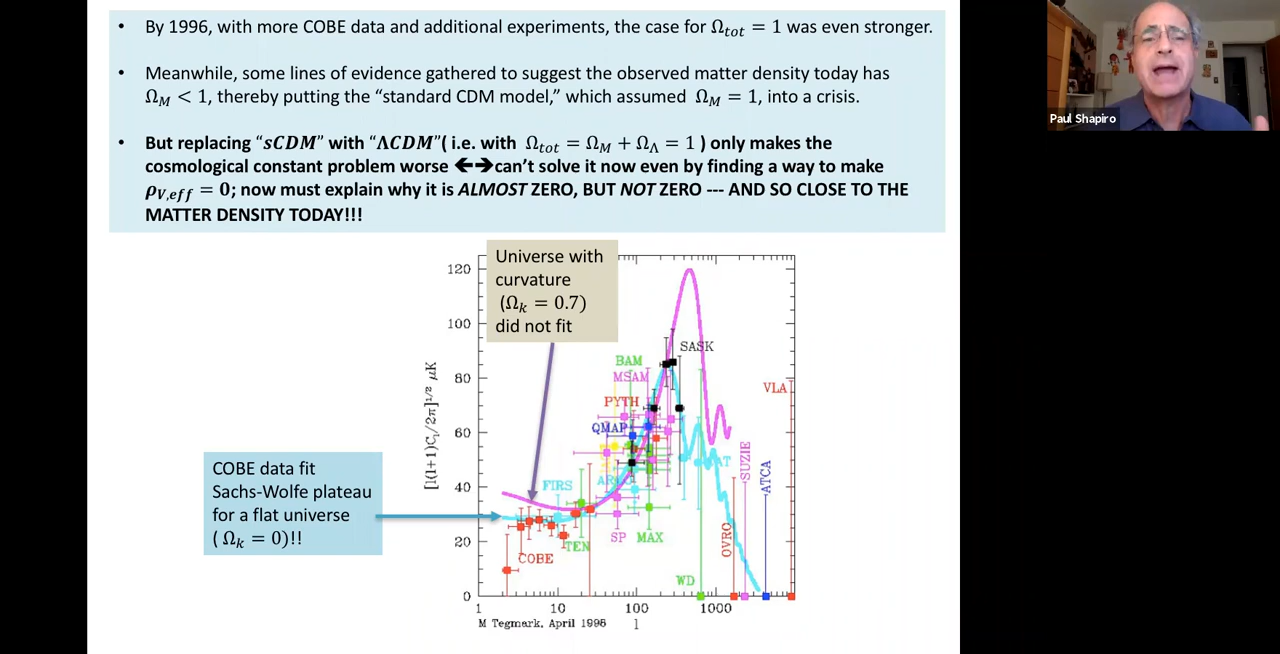 • By 1996, with more COBE data and additional experiments, the case for Ω_tot = 1 was even stronger.
• Meanwhile, some lines of evidence gathered to suggest the observed matter density today has
Ω_M < 1, thereby putting the “standard CDM model,” which assumed Ω_M = 1, into a crisis.
• But replacing “sCDM” with “ΛCDM”( i.e. with Ω_tot = Ω_M + Ω_Λ = 1 ) only makes the
cosmological constant problem worse ←→can’t solve it now even by finding a way to make
ρ_V,eff = 0; now must explain why it is ALMOST ZERO, BUT NOT ZERO --- AND SO CLOSE TO THE
MATTER DENSITY TODAY!!!
Paul Shapiro
Universe with
curvature
(Ω_k = 0.7)
did not fit
COBE data fit
Sachs-Wolfe plateau
for a flat universe
( Ω_k = 0)!!
[l(l+1)C_l/2π]^1/2 μK
120
100
80
60
40
20
0
SASK
BAM
MSAM
VLA
PYTH
QMAP
SUZIE
ATCA
FIRS
SP
MAX
TEN
COBE
OVRO
WD
1
10
100
1000
M Tegmark, April 1996
l